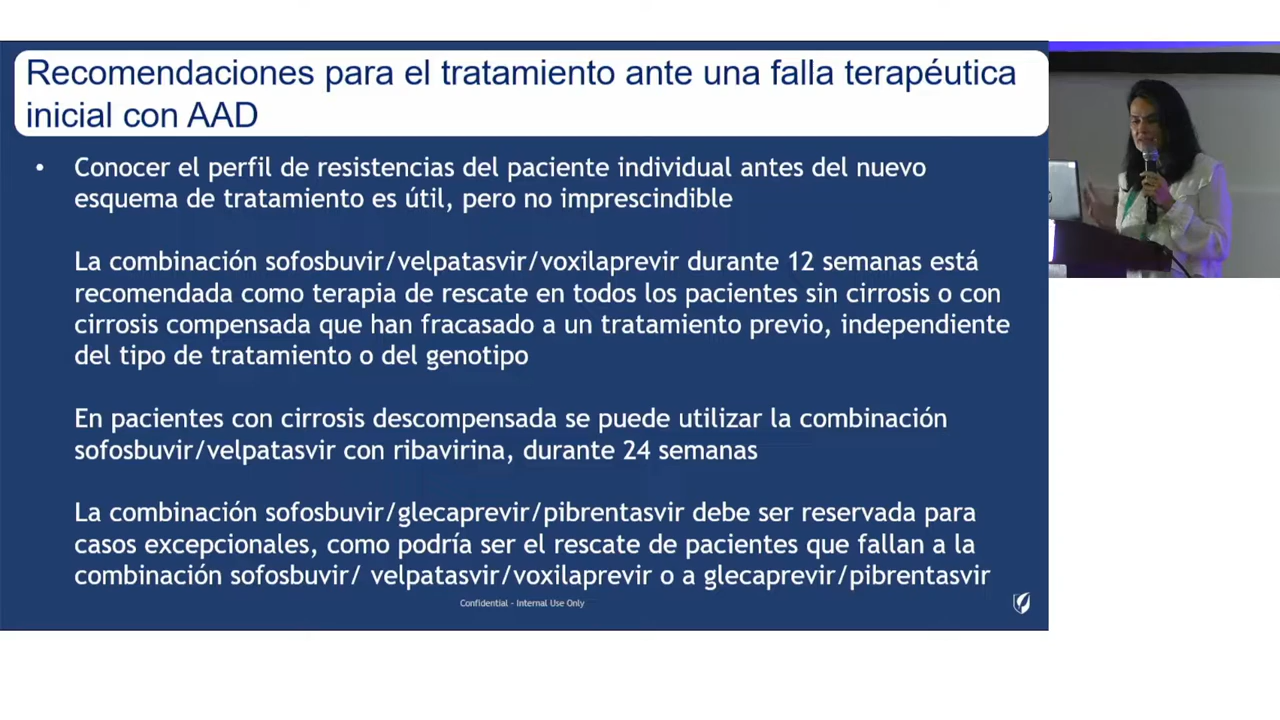 Recomendaciones para el tratamiento ante una falla terapéutica
inicial con AAD
• Conocer el perfil de resistencias del paciente individual antes del nuevo
esquema de tratamiento es útil, pero no imprescindible
La combinación sofosbuvir/velpatasvir/voxilaprevir durante 12 semanas está
recomendada como terapia de rescate en todos los pacientes sin cirrosis o con
cirrosis compensada que han fracasado a un tratamiento previo, independiente
del tipo de tratamiento o del genotipo
En pacientes con cirrosis descompensada se puede utilizar la combinación
sofosbuvir/velpatasvir con ribavirina, durante 24 semanas
La combinación sofosbuvir/glecaprevir/pibrentasvir debe ser reservada para
casos excepcionales, como podría ser el rescate de pacientes que fallan a la
combinación sofosbuvir/ velpatasvir/voxilaprevir o a glecaprevir/pibrentasvir
Confidential - Internal Use Only